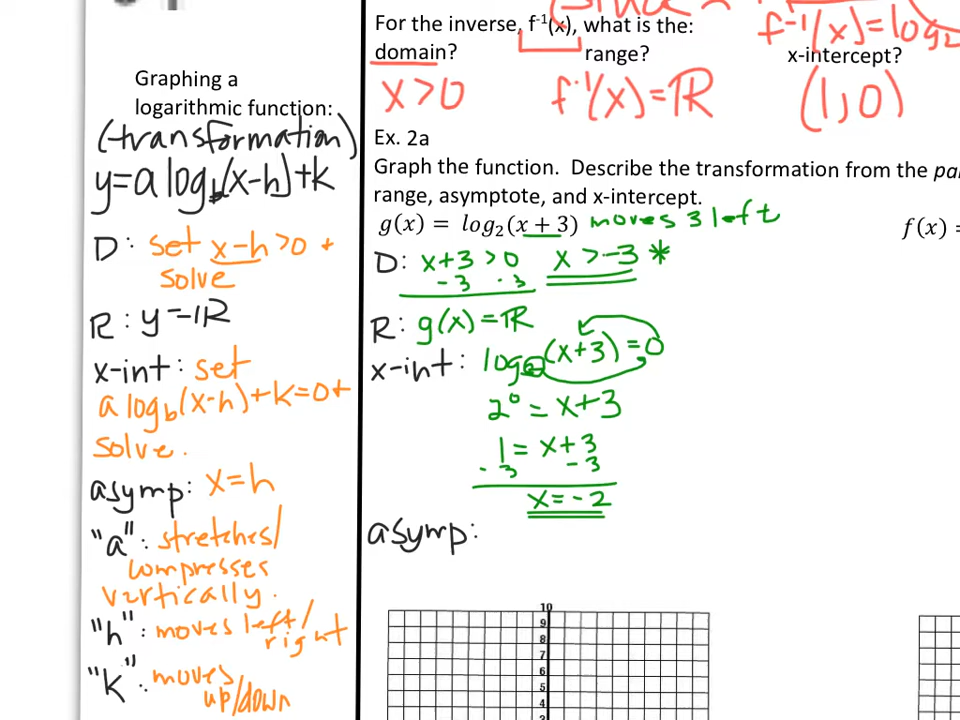 For the inverse, f⁻¹(x), what is the:
f⁻¹(x)=log₂
domain?
range?
x-intercept?
x>0
f⁻¹(x)=ℝ
(1,0)
Graphing a
logarithmic function:
(transformation)
y=a log_b(x-h)+k
D: set x-h>0 +
solve
R: y=ℝ
x-int: set
a log_b(x-h)+k=0+
solve.
asymp: x=h
"a": stretches/
compresses
vertically.
"h": moves left/
right
"k": moves
up/down
Ex. 2a
Graph the function. Describe the transformation from the
range, asymptote, and x-intercept.
g(x) = log₂(x + 3) moves 3 left
f(x) =
D: x+3>0 x>-3 *
-3 -3
R: g(x)=ℝ
x-int: log₂(x+3)=0
2⁰=x+3
1=x+3
-3 -3
x=-2
asymp:
10
9
8
7
6
5
4
3